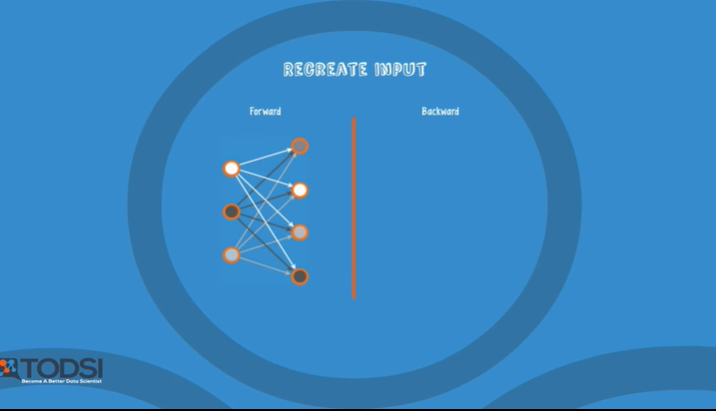 RECREATE INPUT
Forward
Backward
TODSI
Become A Better Data Scientist